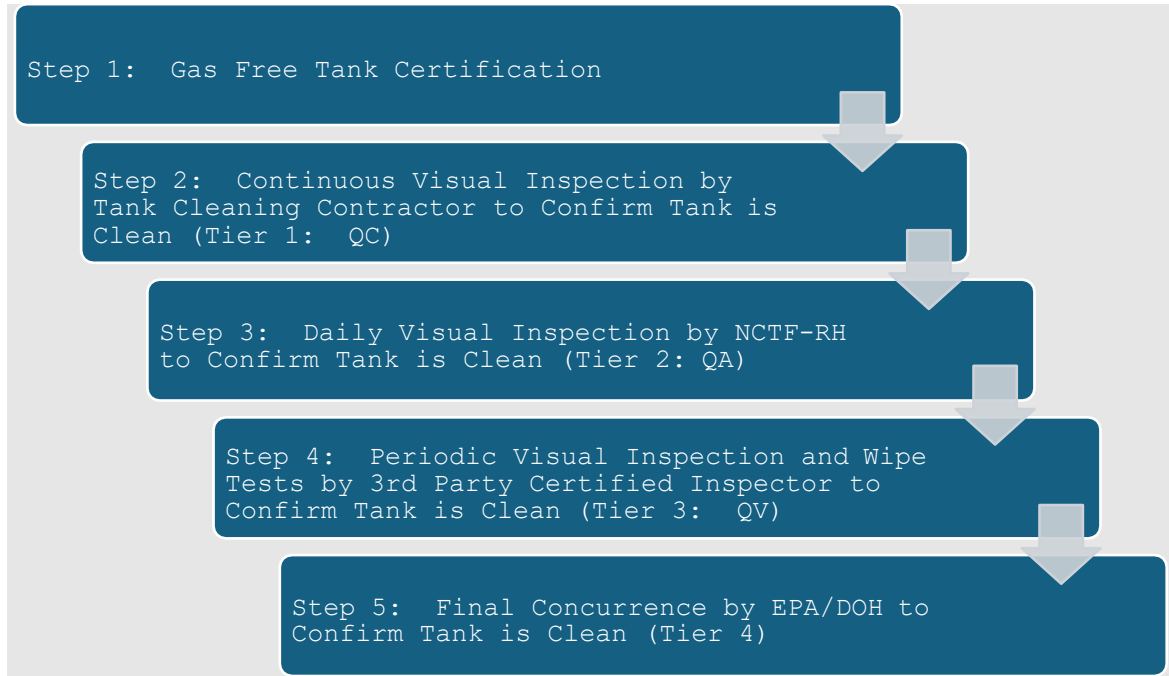 Step 1:  Gas Free Tank Certification
Step 2:  Continuous Visual Inspection by
Tank Cleaning Contractor to Confirm Tank is
Clean (Tier 1:  QC)
Step 3:  Daily Visual Inspection by NCTF-RH
to Confirm Tank is Clean (Tier 2: QA)
Step 4:  Periodic Visual Inspection and Wipe
Tests by 3rd Party Certified Inspector to
Confirm Tank is Clean (Tier 3:  QV)
Step 5:  Final Concurrence by EPA/DOH to
Confirm Tank is Clean (Tier 4)